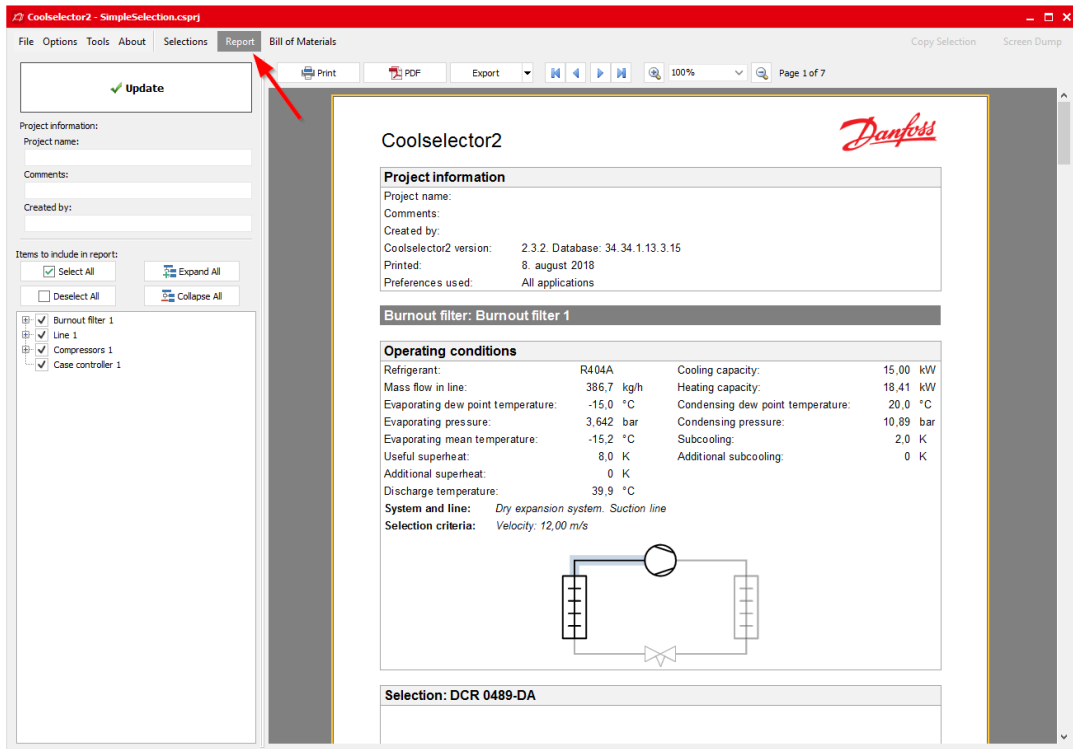 Coolselector2 - SimpleSelection.csprj
File Options Tools About Selections Report Bill of Materials Copy Selection Screen Dump
Print PDF Export 100% Page 1 of 7
Update
Project information:
Project name:
Comments:
Created by:
Items to include in report:
Select All Expand All
Deselect All Collapse All
Burnout filter 1
Line 1
Compressors 1
Case controller 1
Coolselector2 Danfoss
Project information
Project name:
Comments:
Created by:
Coolselector2 version: 2.3.2. Database: 34.34.1.13.3.15
Printed: 8. august 2018
Preferences used: All applications
Burnout filter: Burnout filter 1
Operating conditions
Refrigerant: R404A Cooling capacity: 15,00 kW
Mass flow in line: 386,7 kg/h Heating capacity: 18,41 kW
Evaporating dew point temperature: -15,0 °C Condensing dew point temperature: 20,0 °C
Evaporating pressure: 3,642 bar Condensing pressure: 10,89 bar
Evaporating mean temperature: -15,2 °C Subcooling: 2,0 K
Useful superheat: 8,0 K Additional subcooling: 0 K
Additional superheat: 0 K
Discharge temperature: 39,9 °C
System and line: Dry expansion system. Suction line
Selection criteria: Velocity: 12,00 m/s
Selection: DCR 0489-DA